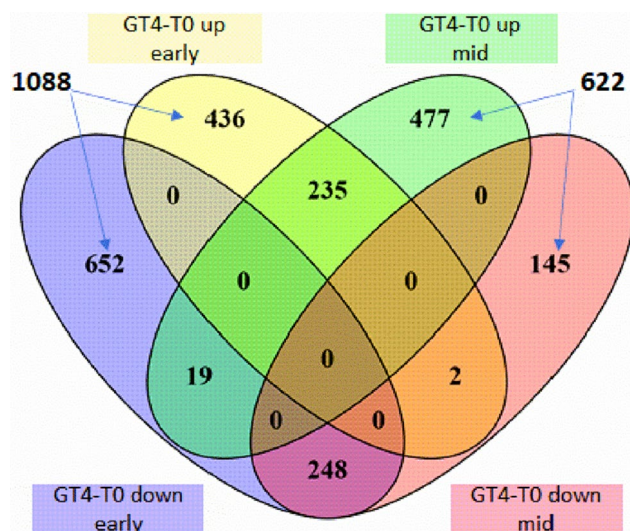 GT4-T0 up
early
GT4-T0 up
mid
1088
622
436
477
0
235
0
652
0
0
145
0
19
2
0
0
248
GT4-T0 down
early
GT4-T0 down
mid